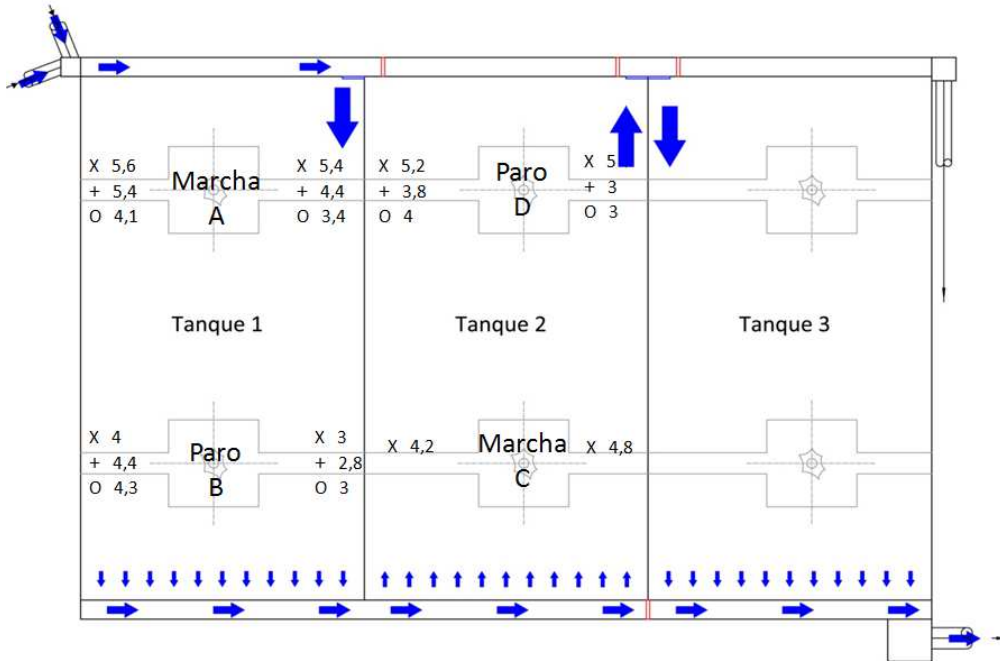 X 5,6
+ 5,4
O 4,1
Marcha
A
X 5,4
+ 4,4
O 3,4
X 5,2
+ 3,8
O 4
Paro
D
X 5
+ 3
O 3
Tanque 1
Tanque 2
Tanque 3
X 4
+ 4,4
O 4,3
Paro
B
X 3
+ 2,8
O 3
X 4,2
Marcha
C
X 4,8